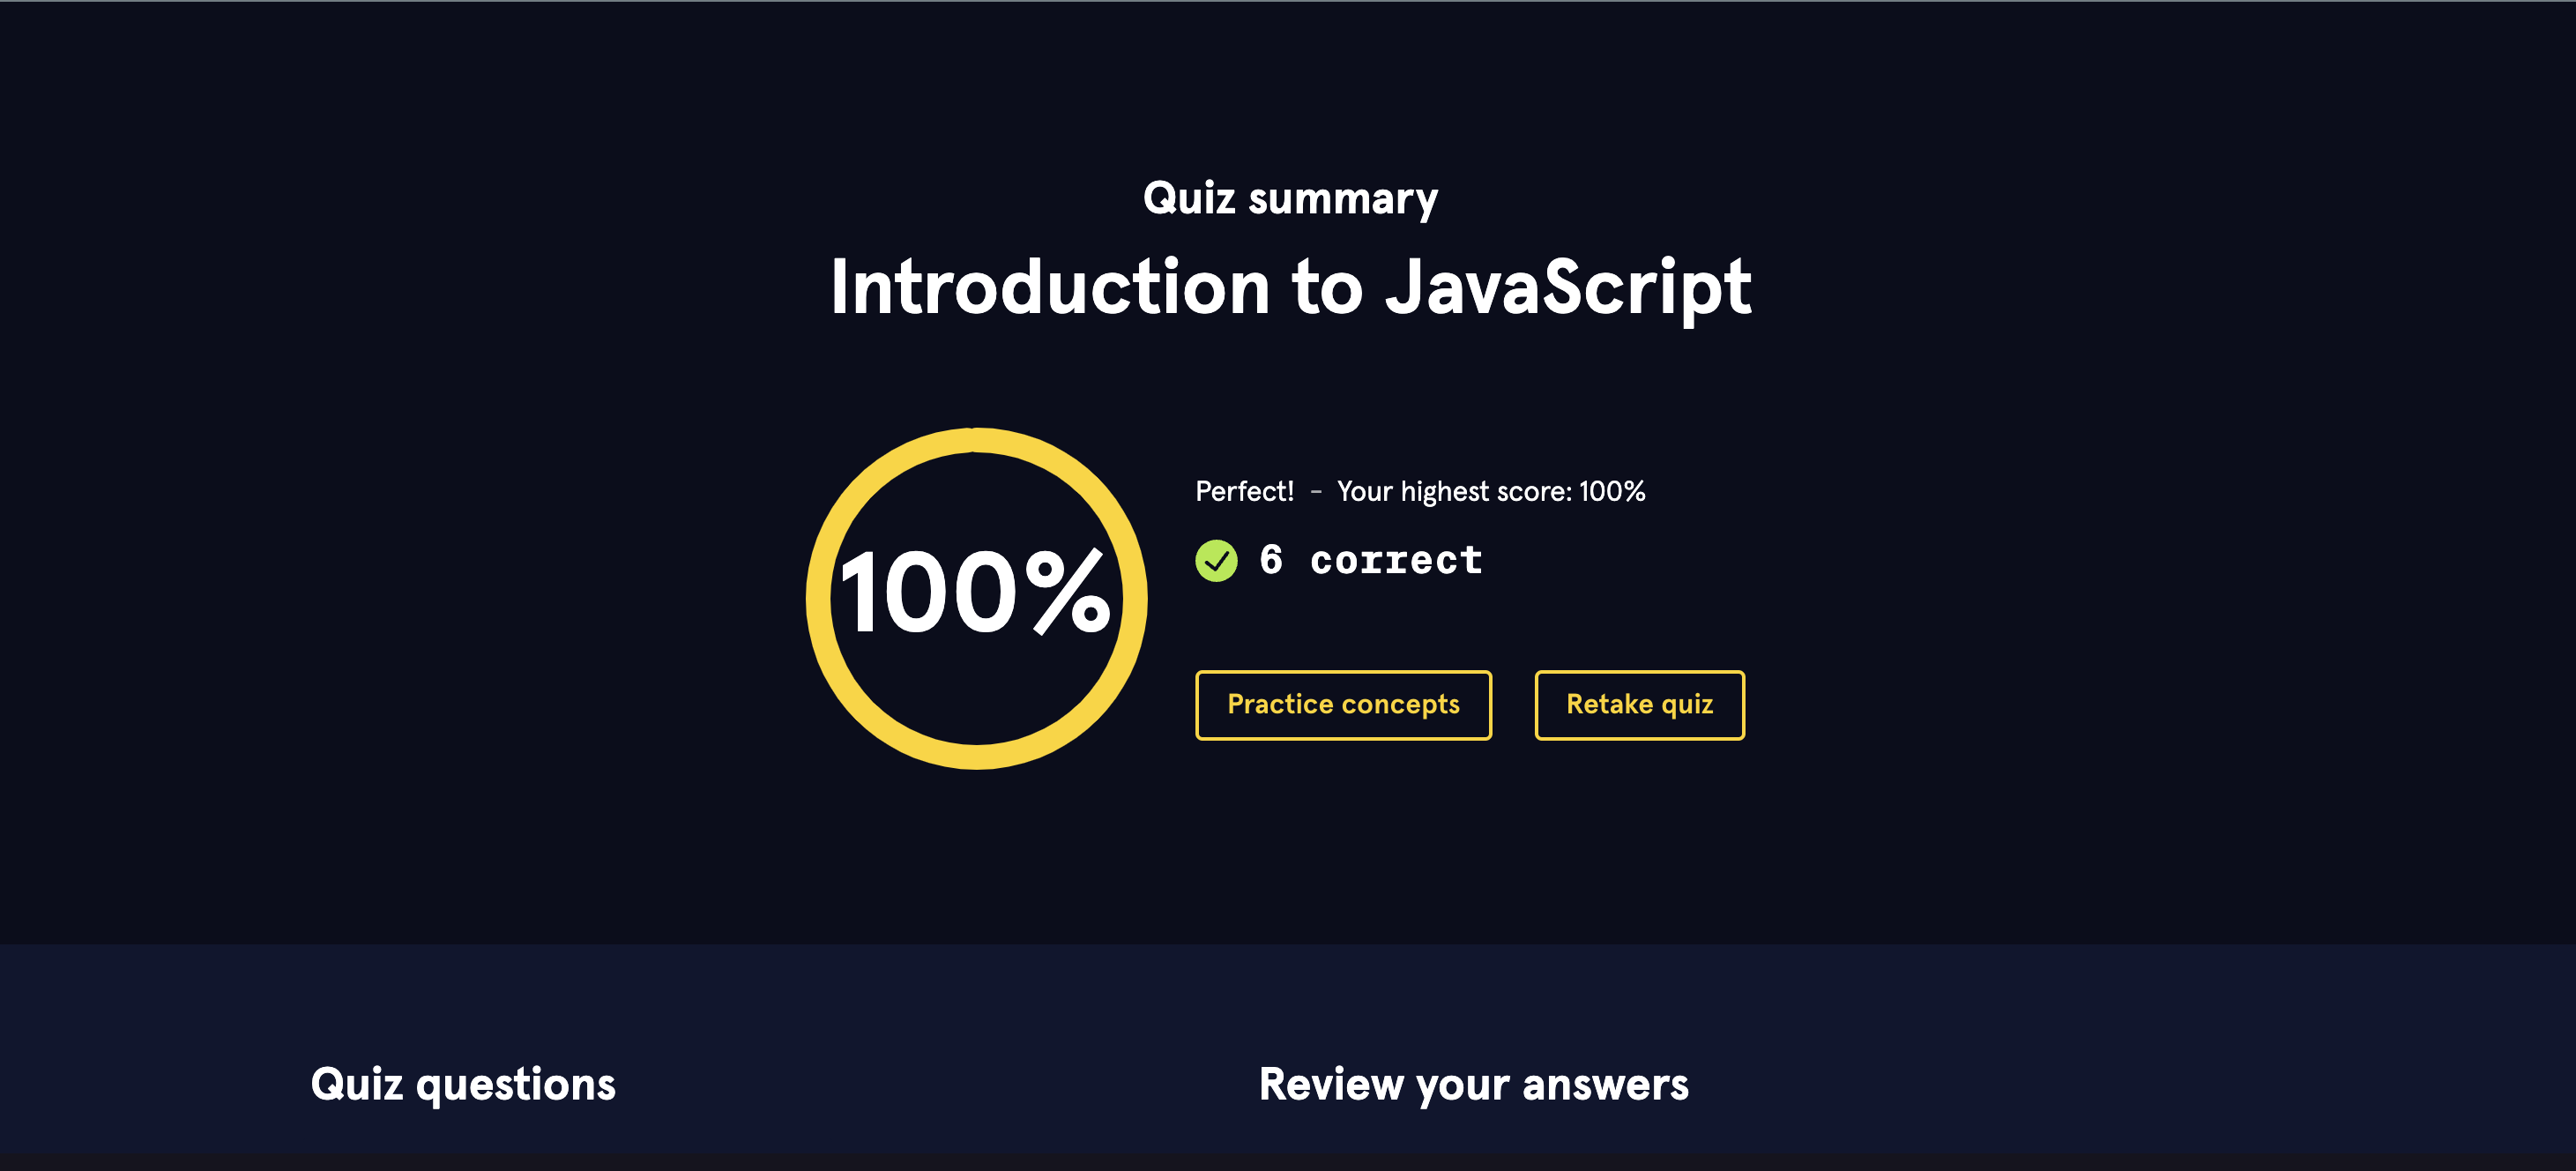 Quiz summary
Introduction to JavaScript
100%
Perfect! - Your highest score: 100%
6 correct
Practice concepts
Retake quiz
Quiz questions
Review your answers